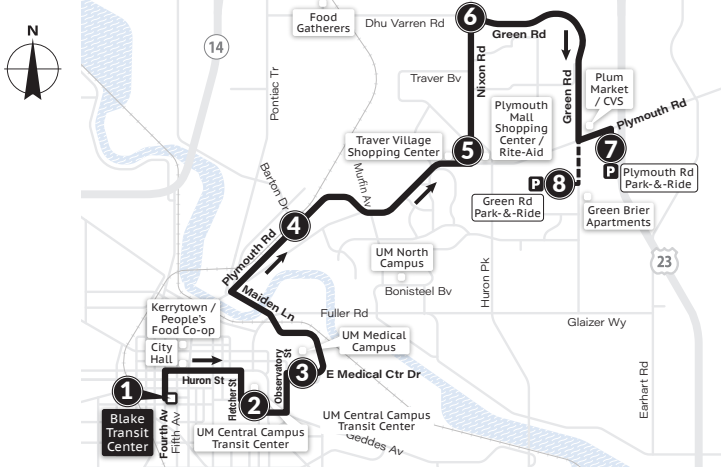 N
14
Food
Gatherers
Dhu Varren Rd
6
Green Rd
Nixon Rd
Traver Bv
Green Rd
Plum
Market
/ CVS
Plymouth Rd
Pontiac Tr
Plymouth
Mall
Shopping
Center /
Rite-Aid
Traver Village
Shopping Center
5
7
P
Plymouth Rd
Park-&-Ride
P
8
Green Rd
Park-&-Ride
Green Brier
Apartments
Barton Dr
Murfin Av
4
Plymouth Rd
UM North
Campus
Bonisteel Bv
Huron Pk
23
Maiden Ln
Fuller Rd
Glaizer Wy
Kerrytown /
People's
Food Co-op
City
Hall
UM Medical
Campus
Huron St
Fletcher St
Observatory
St
3
E Medical Ctr Dr
Earhart Rd
1
Blake
Transit
Center
Fourth Av
Fifth Av
2
UM Central Campus
Transit Center
UM Central Campus
Transit Center
Geddes Av